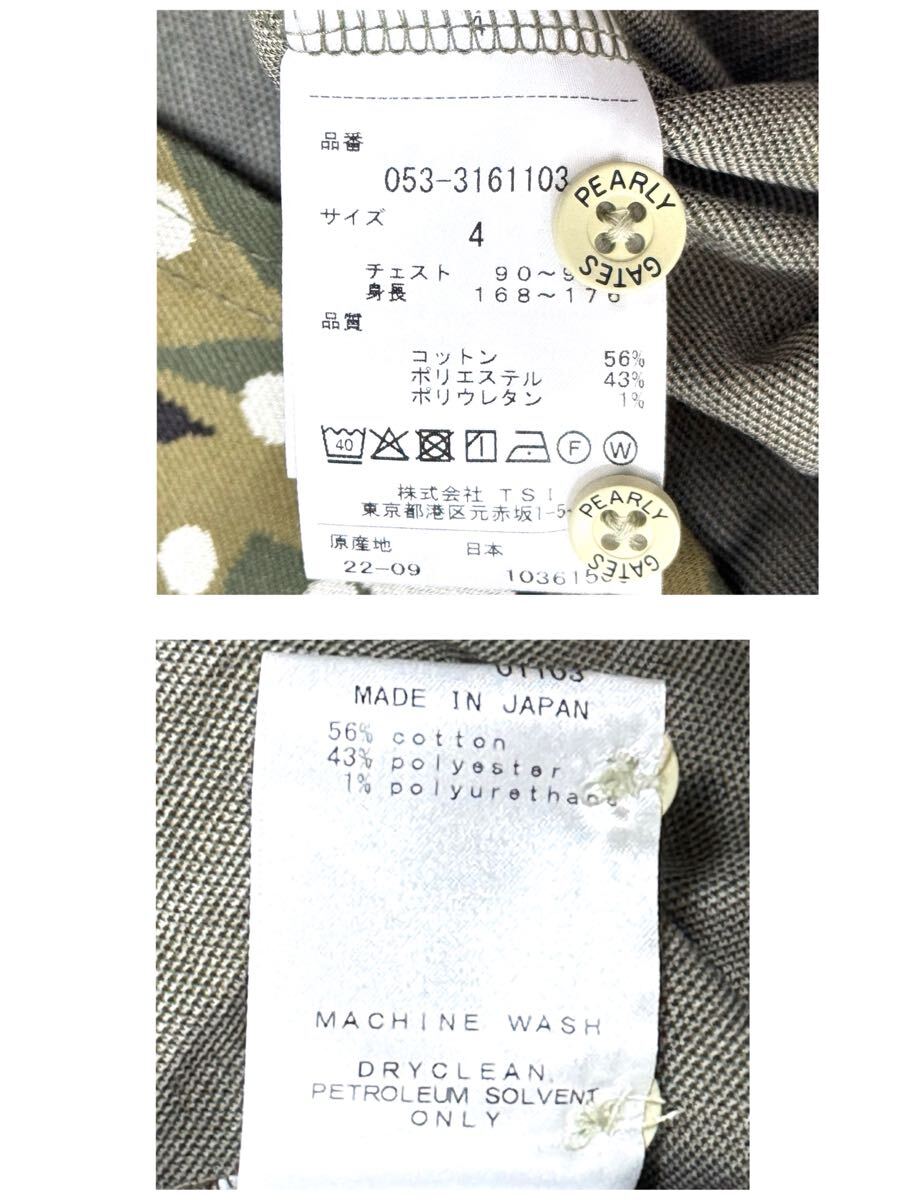 4
品番
053-3161103
サイズ
4
チェスト 90～9
身長 168～176
品質
コットン 56%
ポリエステル 43%
ポリウレタン 1%
40 F W
株式会社 TSI
東京都港区元赤坂1-5-
原産地 日本
22-09 103615
PEARLY
GATES
PEARLY
GATES
01103
MADE IN JAPAN
56% cotton
43% polyester
1% polyurethane
MACHINE WASH
DRYCLEAN,
PETROLEUM SOLVENT
ONLY